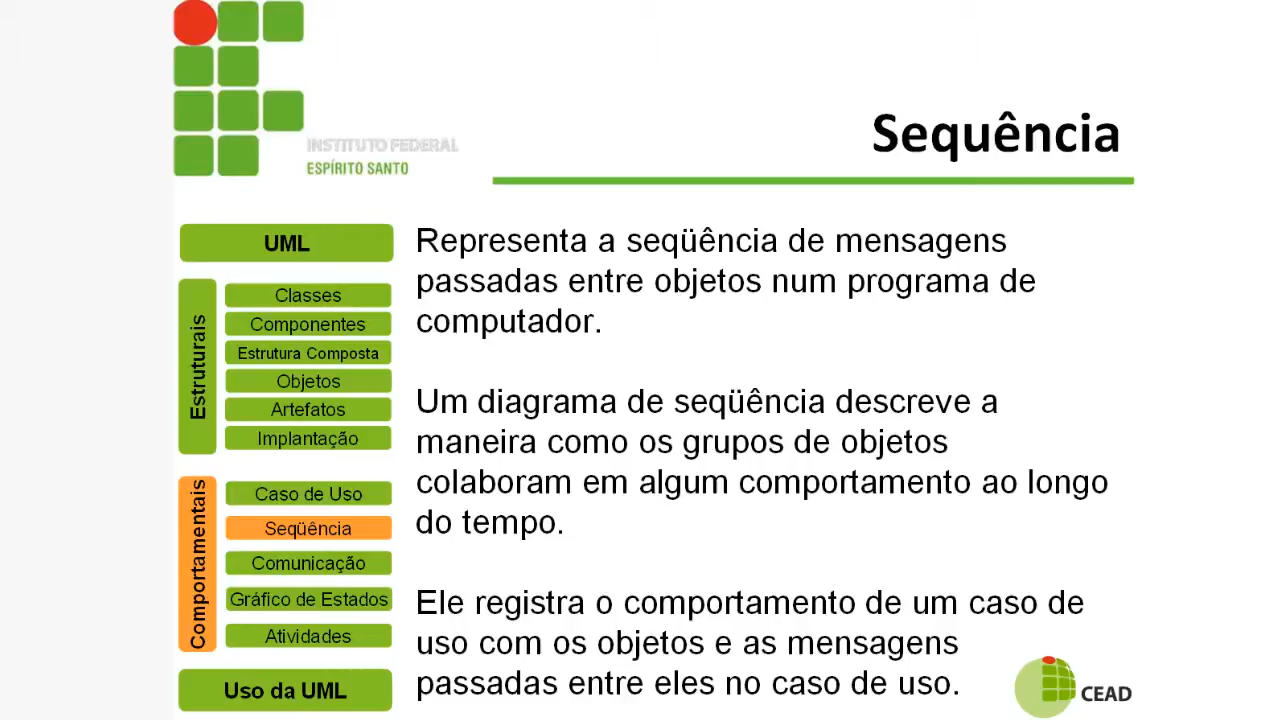 INSTITUTO FEDERAL
ESPÍRITO SANTO
Sequência
UML
Estruturais
Classes
Componentes
Estrutura Composta
Objetos
Artefatos
Implantação
Comportamentais
Caso de Uso
Seqüência
Comunicação
Gráfico de Estados
Atividades
Uso da UML
Representa a seqüência de mensagens
passadas entre objetos num programa de
computador.
Um diagrama de seqüência descreve a
maneira como os grupos de objetos
colaboram em algum comportamento ao longo
do tempo.
Ele registra o comportamento de um caso de
uso com os objetos e as mensagens
passadas entre eles no caso de uso.
CEAD